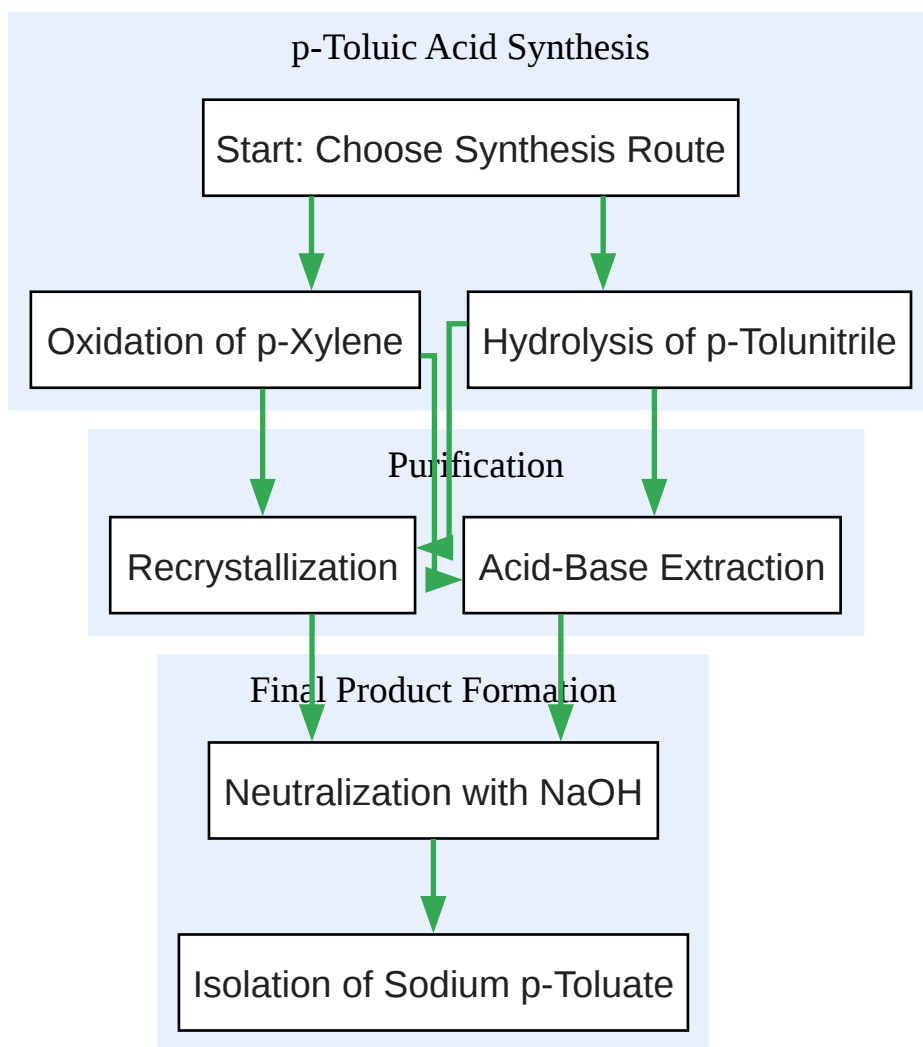 p-Toluic Acid Synthesis
Start: Choose Synthesis Route
Oxidation of p-Xylene
Hydrolysis of p-Tolunitrile
Purification
Recrystallization
Acid-Base Extraction
Final Product Formation
Neutralization with NaOH
Isolation of Sodium p-Toluate